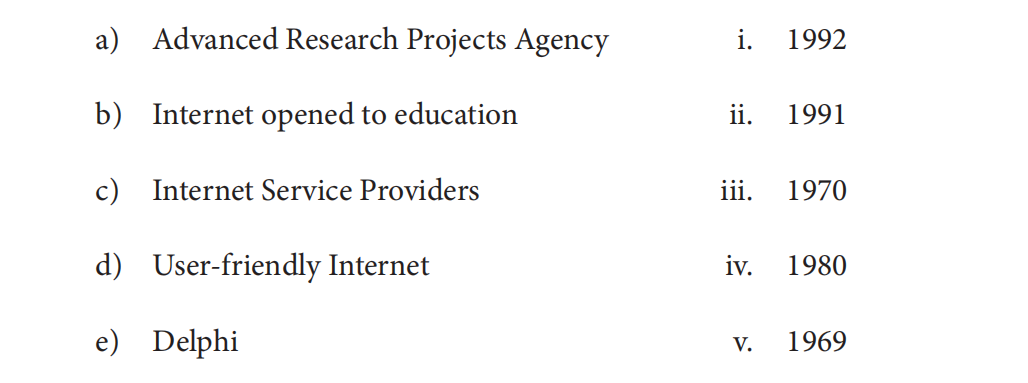 a) Advanced Research Projects Agency i. 1992
b) Internet opened to education ii. 1991
c) Internet Service Providers iii. 1970
d) User-friendly Internet iv. 1980
e) Delphi v. 1969